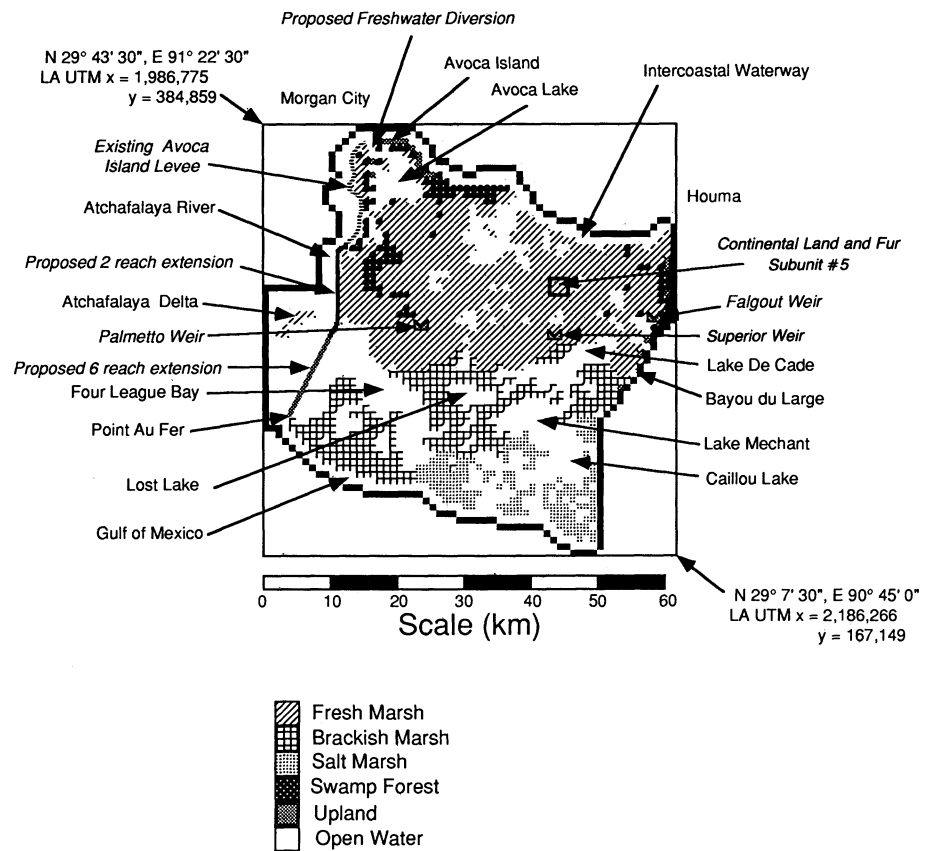 Proposed Freshwater Diversion
N 29° 43' 30", E 91° 22' 30"
LA UTM x = 1,986,775
y = 384,859
Morgan City
Avoca Island
Avoca Lake
Intercoastal Waterway
Existing Avoca
Island Levee
Houma
Atchafalaya River
Continental Land and Fur
Subunit #5
Proposed 2 reach extension
Atchafalaya Delta
Falgout Weir
Palmetto Weir
Superior Weir
Proposed 6 reach extension
Lake De Cade
Four League Bay
Bayou du Large
Point Au Fer
Lake Mechant
Lost Lake
Caillou Lake
Gulf of Mexico
0 10 20 30 40 50 60
Scale (km)
N 29° 7' 30", E 90° 45' 0"
LA UTM x = 2,186,266
y = 167,149
Fresh Marsh
Brackish Marsh
Salt Marsh
Swamp Forest
Upland
Open Water